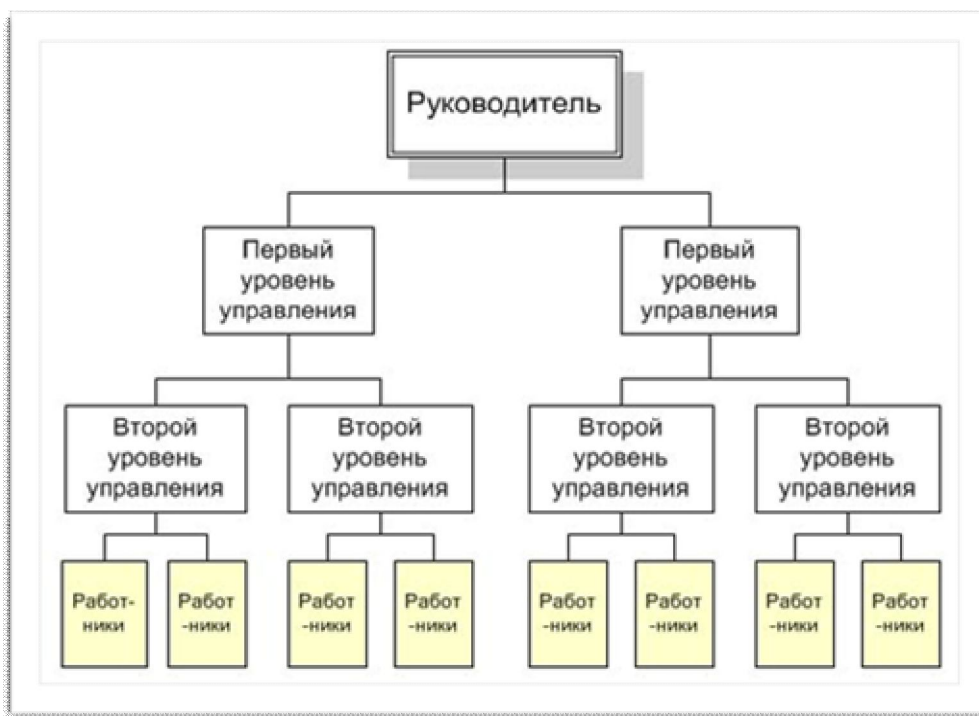 Руководитель
Первый
уровень
управления
Первый
уровень
управления
Второй
уровень
управления
Второй
уровень
управления
Второй
уровень
управления
Второй
уровень
управления
Работ-
ники
Работ
-ники
Работ
-ники
Работ
-ники
Работ
-ники
Работ
-ники
Работ
-ники
Работ
-ники